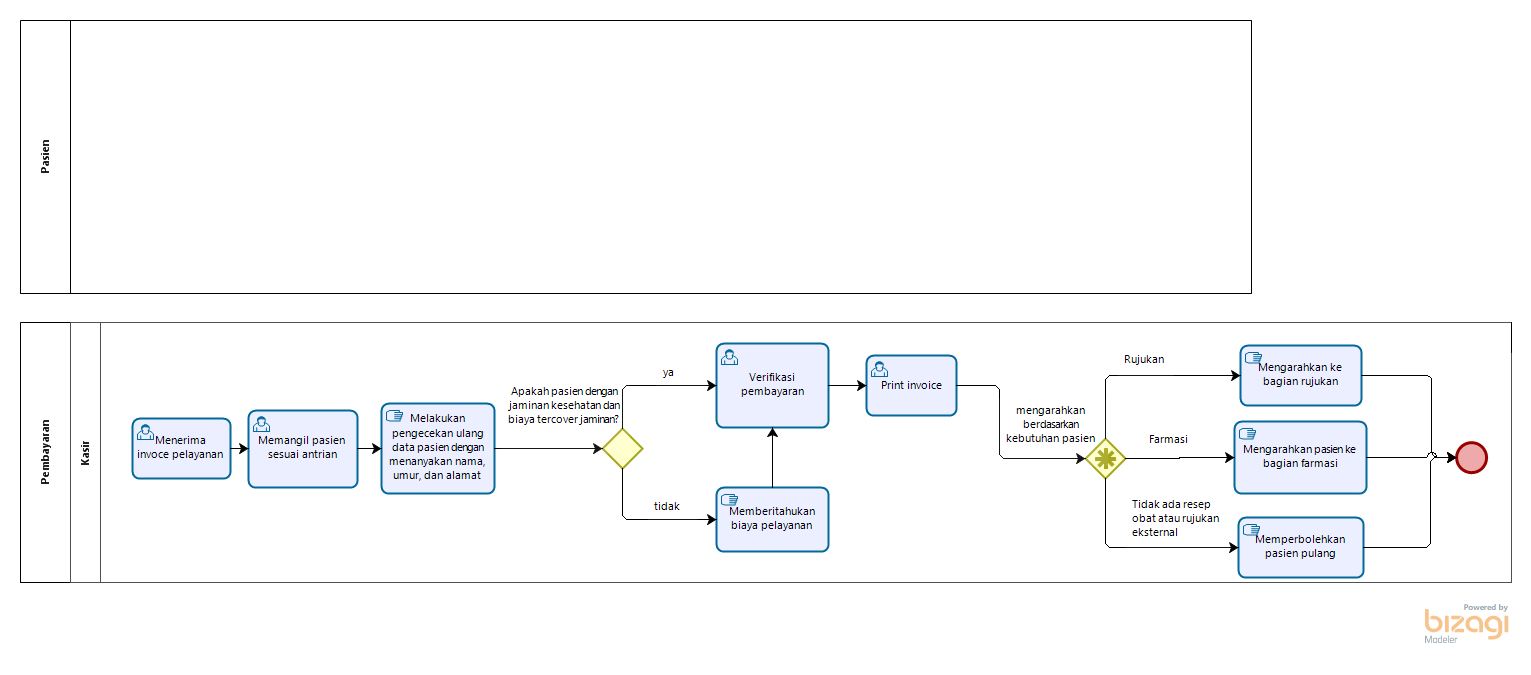 Pasien
Pembayaran
Kasir
Menerima
invoce pelayanan
Memangil pasien
sesuai antrian
Melakukan
pengecekan ulang
data pasien dengan
menanyakan nama,
umur, dan alamat
Apakah pasien dengan
jaminan kesehatan dan
biaya tercover jaminan?
ya
tidak
Verifikasi
pembayaran
Memberitahukan
biaya pelayanan
Print invoice
mengarahkan
berdasarkan
kebutuhan pasien
Rujukan
Farmasi
Tidak ada resep
obat atau rujukan
eksternal
Mengarahkan ke
bagian rujukan
Mengarahkan pasien ke
bagian farmasi
Memperbolehkan
pasien pulang
Powered by
bizagi
Modeler